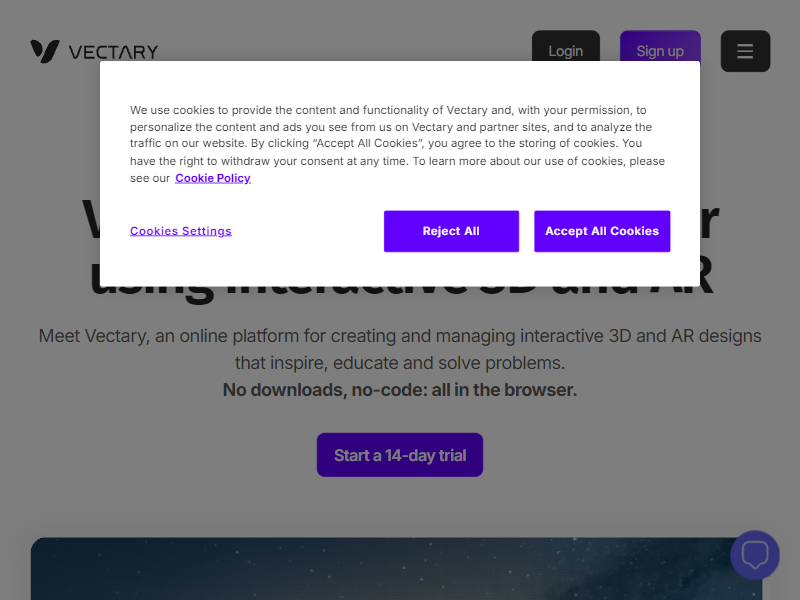 VECTARY
Login
Sign up
We use cookies to provide the content and functionality of Vectary and, with your permission, to
personalize the content and ads you see from us on Vectary and partner sites, and to analyze the
traffic on our website. By clicking “Accept All Cookies”, you agree to the storing of cookies. You
have the right to withdraw your consent at any time. To learn more about our use of cookies, please
see our Cookie Policy
Cookies Settings
Reject All
Accept All Cookies
using interactive 3D and AR
Meet Vectary, an online platform for creating and managing interactive 3D and AR designs
that inspire, educate and solve problems.
No downloads, no-code: all in the browser.
Start a 14-day trial